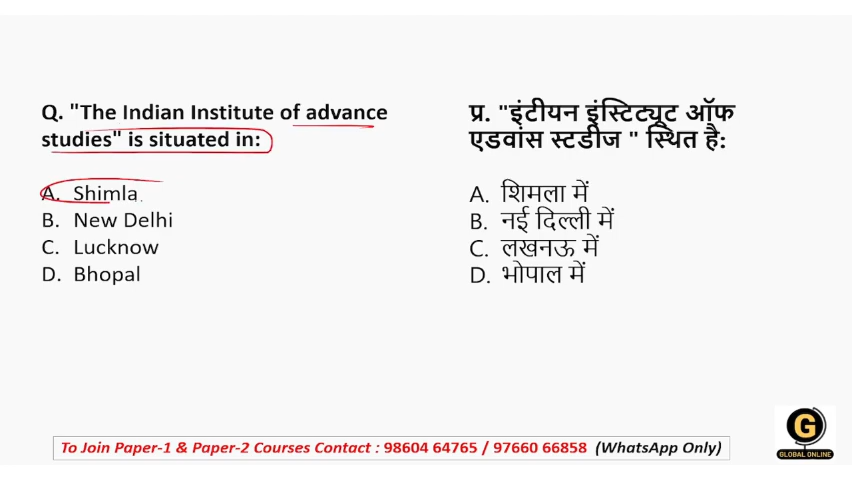 Q. "The Indian Institute of advance
studies" is situated in:
A. Shimla
B. New Delhi
C. Lucknow
D. Bhopal
प्र. "इंटीयन इंस्टिट्यूट ऑफ
एडवांस स्टडीज " स्थित है:
A. शिमला में
B. नई दिल्ली में
C. लखनऊ में
D. भोपाल में
G
GLOBAL ONLINE
To Join Paper-1 & Paper-2 Courses Contact : 98604 64765 / 97660 66858 (WhatsApp Only)